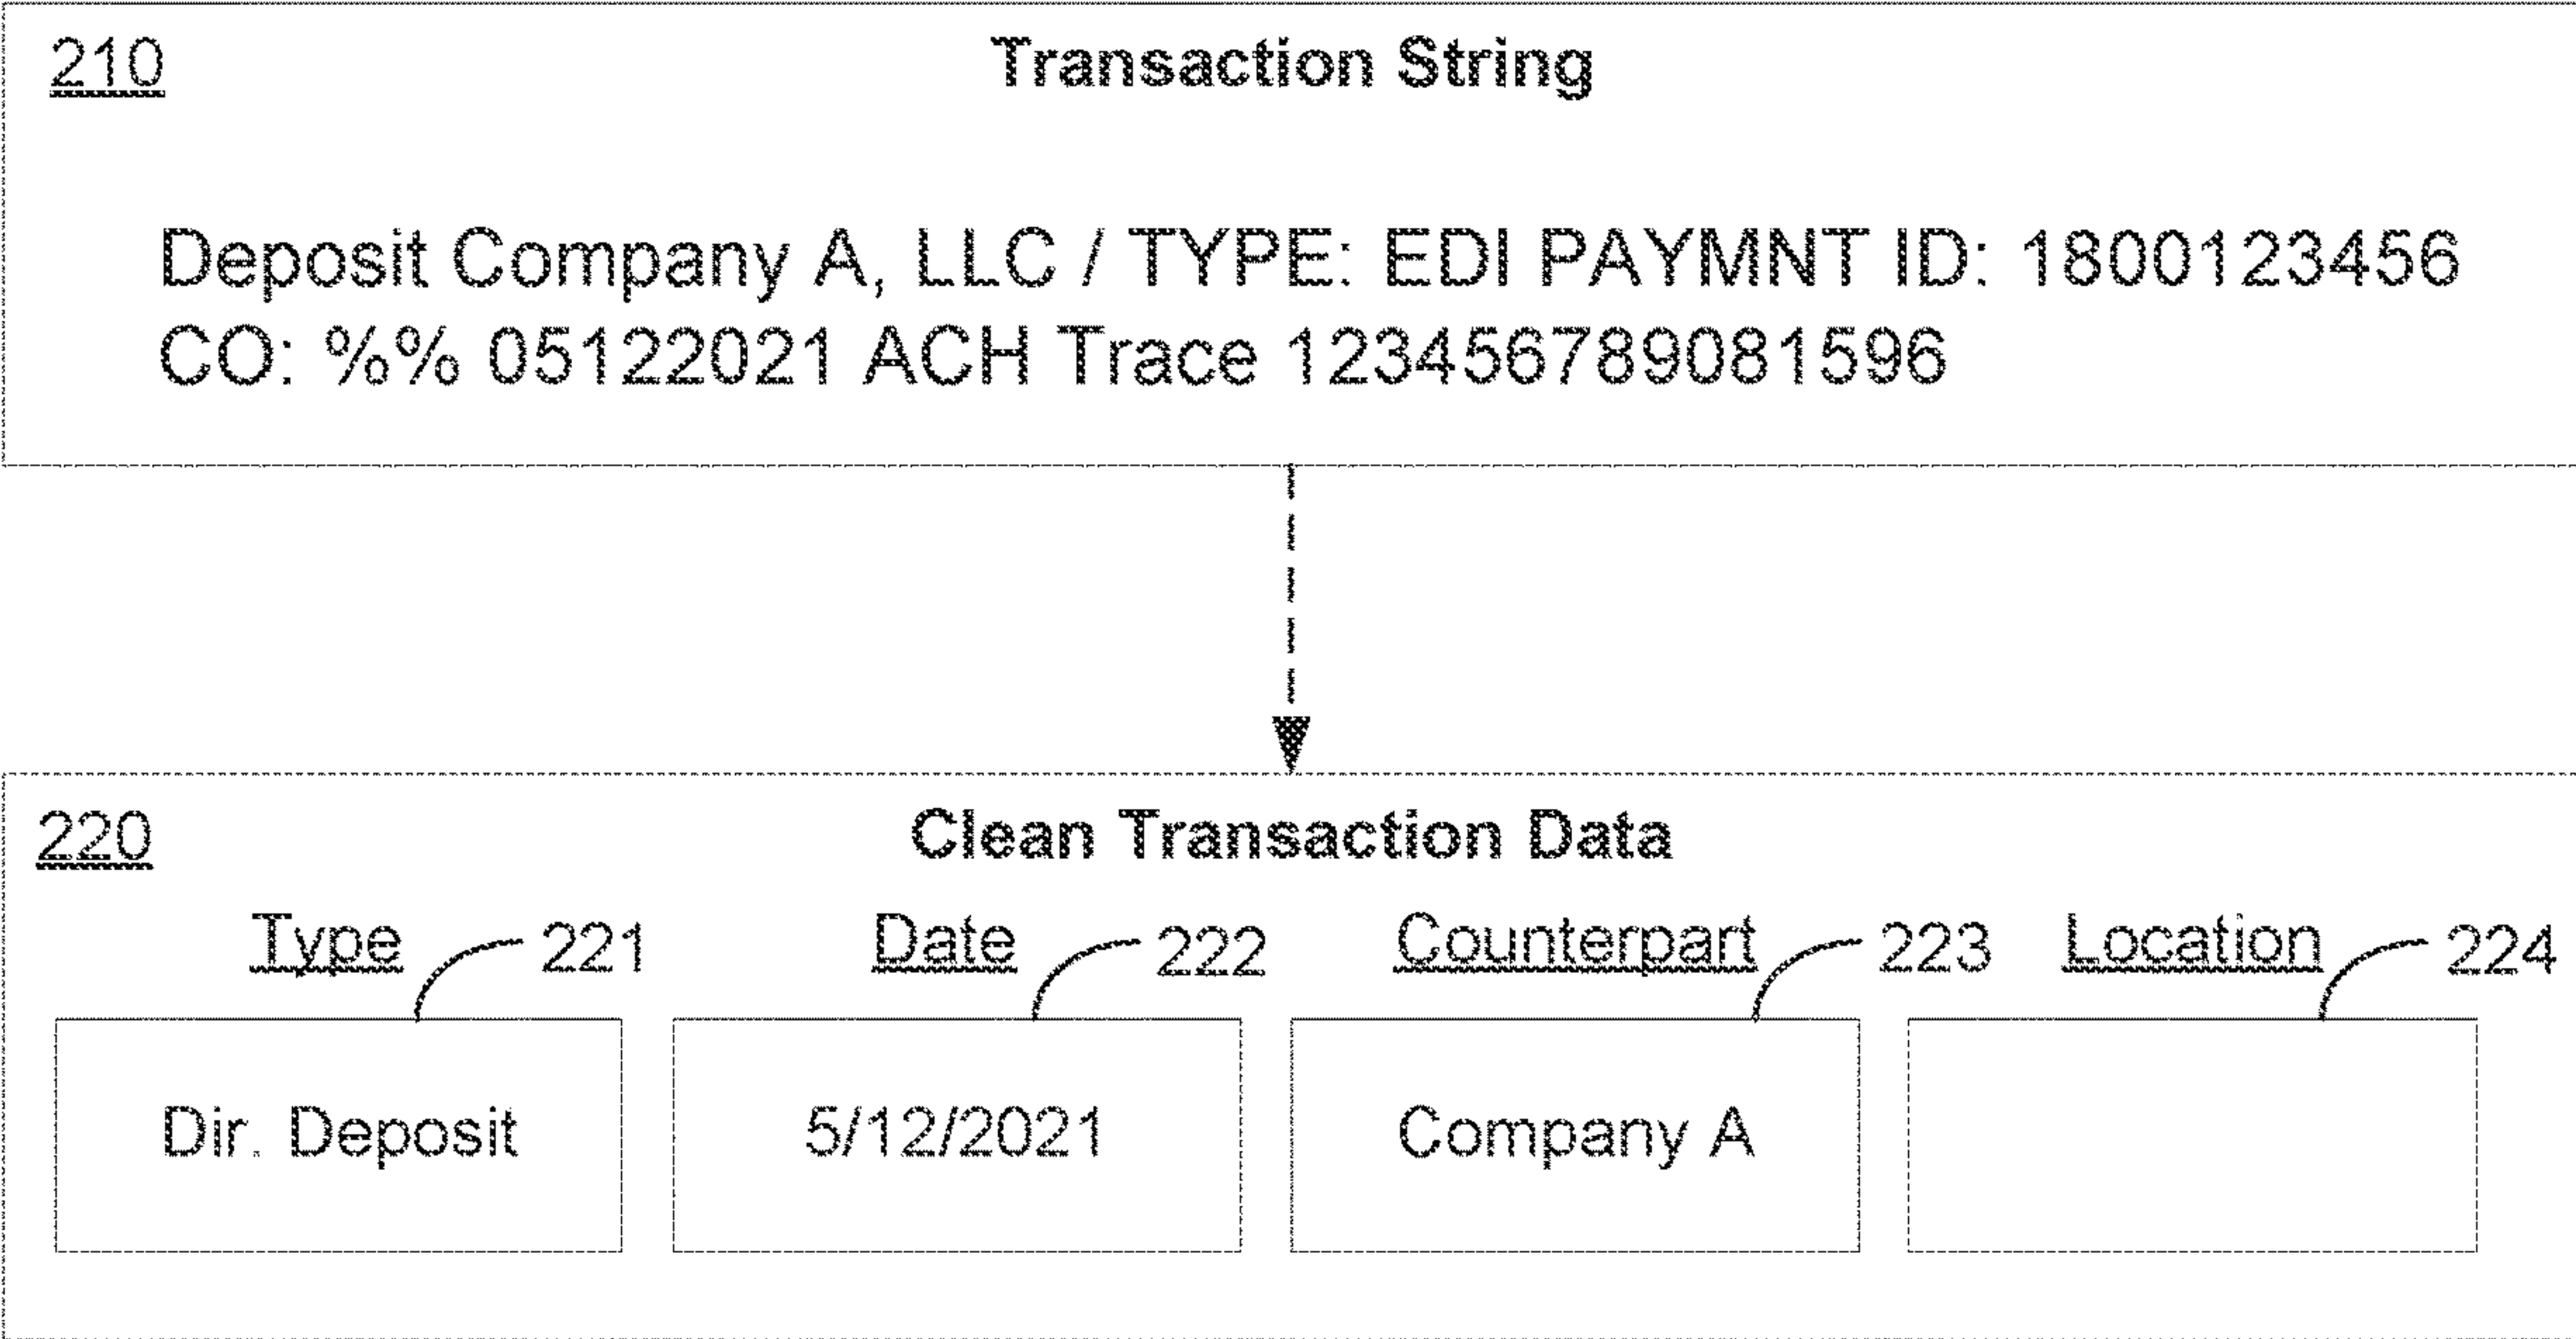 210
Transaction String
Deposit Company A, LLC / TYPE: EDI PAYMNT ID: 1800123456
CO: %% 05122021 ACH Trace 123456789081596
220
Clean Transaction Data
Type 221 Date 222 Counterpart 223 Location 224
Dir. Deposit 5/12/2021 Company A